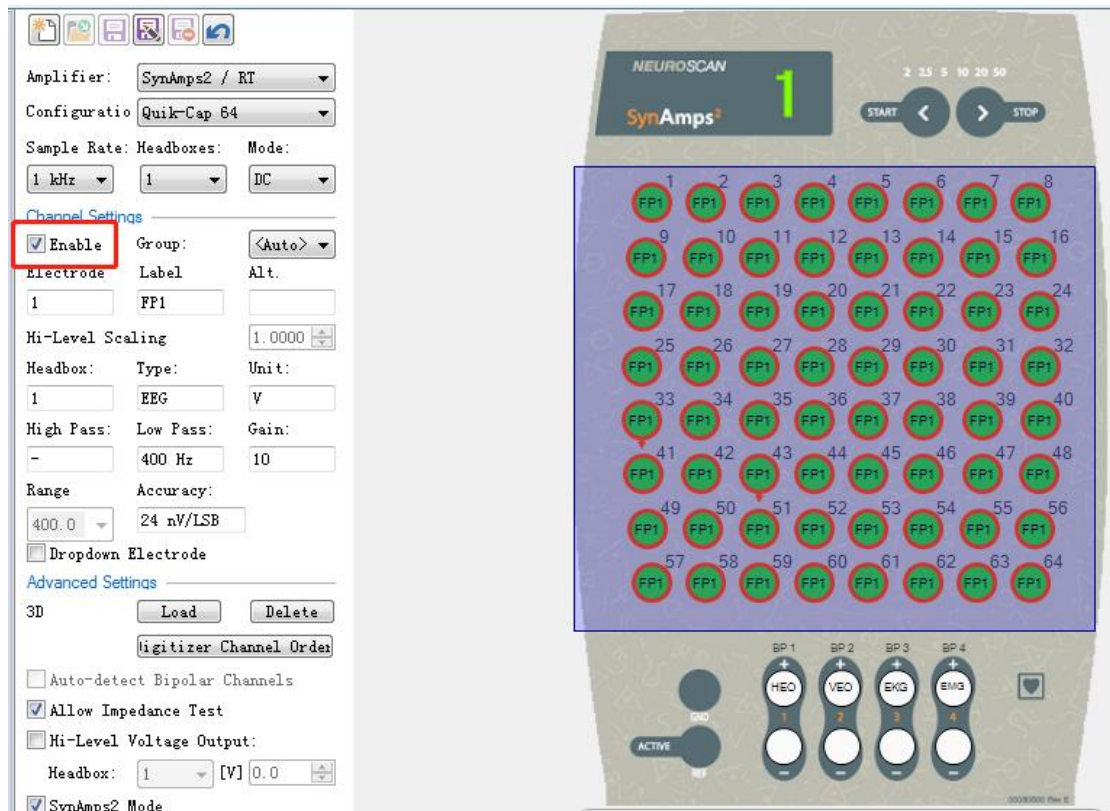 Amplifier: SynAmps2 / RT
Configuratio Quik-Cap 64
Sample Rate: Headboxes: Mode:
1 kHz 1 DC
Channel Settings
Enable Group: <Auto>
Electrode Label Alt.
1 FP1
Hi-Level Scaling 1.0000
Headbox: Type: Unit:
1 EEG V
High Pass: Low Pass: Gain:
- 400 Hz 10
Range Accuracy:
400.0 24 nV/LSB
Dropdown Electrode
Advanced Settings
3D Load Delete
Digitizer Channel Order
Auto-detect Bipolar Channels
Allow Impedance Test
Hi-Level Voltage Output:
Headbox: 1 [V] 0.0
SynAmps2 Mode
NEUROSCAN
SynAmps²
1
2 2.5 5 10 20 50
START < > STOP
1 2 3 4 5 6 7 8
FP1 FP1 FP1 FP1 FP1 FP1 FP1 FP1
9 10 11 12 13 14 15 16
FP1 FP1 FP1 FP1 FP1 FP1 FP1 FP1
17 18 19 20 21 22 23 24
FP1 FP1 FP1 FP1 FP1 FP1 FP1 FP1
25 26 27 28 29 30 31 32
FP1 FP1 FP1 FP1 FP1 FP1 FP1 FP1
33 34 35 36 37 38 39 40
FP1 FP1 FP1 FP1 FP1 FP1 FP1 FP1
41 42 43 44 45 46 47 48
FP1 FP1 FP1 FP1 FP1 FP1 FP1 FP1
49 50 51 52 53 54 55 56
FP1 FP1 FP1 FP1 FP1 FP1 FP1 FP1
57 58 59 60 61 62 63 64
FP1 FP1 FP1 FP1 FP1 FP1 FP1 FP1
BP 1 BP 2 BP 3 BP 4
+ + + +
HEO VEO EKG EMG
1 2 3 4
- - - -
GND
ACTIVE
REF